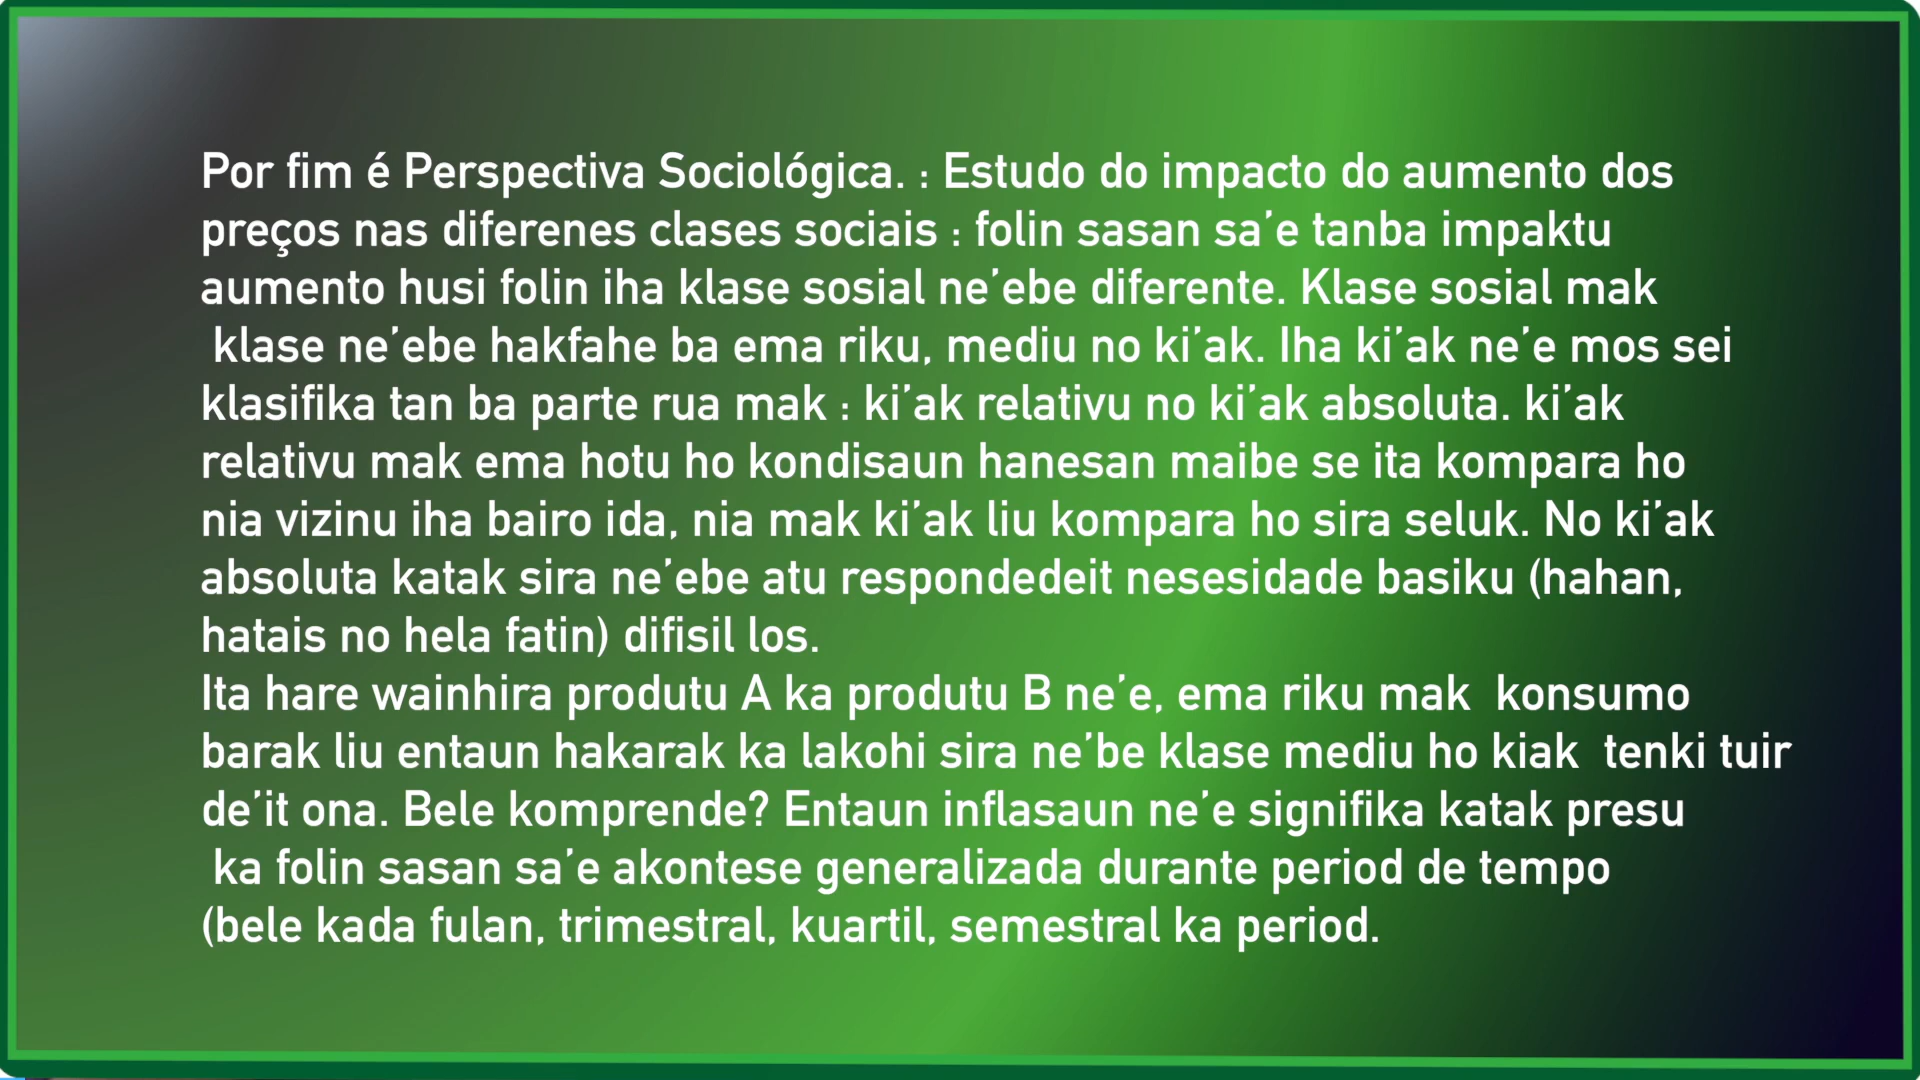 Por fim é Perspectiva Sociológica. : Estudo do impacto do aumento dos
preços nas diferenes clases sociais : folin sasan sa’e tanba impaktu
aumento husi folin iha klase sosial ne’ebe diferente. Klase sosial mak
klase ne’ebe hakfahe ba ema riku, mediu no ki’ak. Iha ki’ak ne’e mos sei
klasifika tan ba parte rua mak : ki’ak relativu no ki’ak absoluta. ki’ak
relativu mak ema hotu ho kondisaun hanesan maibe se ita kompara ho
nia vizinu iha bairo ida, nia mak ki’ak liu kompara ho sira seluk. No ki’ak
absoluta katak sira ne’ebe atu respondedeit nesesidade basiku (hahan,
hatais no hela fatin) difisil los.
Ita hare wainhira produtu A ka produtu B ne’e, ema riku mak  konsumo
barak liu entaun hakarak ka lakohi sira ne’be klase mediu ho kiak  tenki tuir
de’it ona. Bele komprende? Entaun inflasaun ne’e signifika katak presu
ka folin sasan sa’e akontese generalizada durante period de tempo
(bele kada fulan, trimestral, kuartil, semestral ka period.